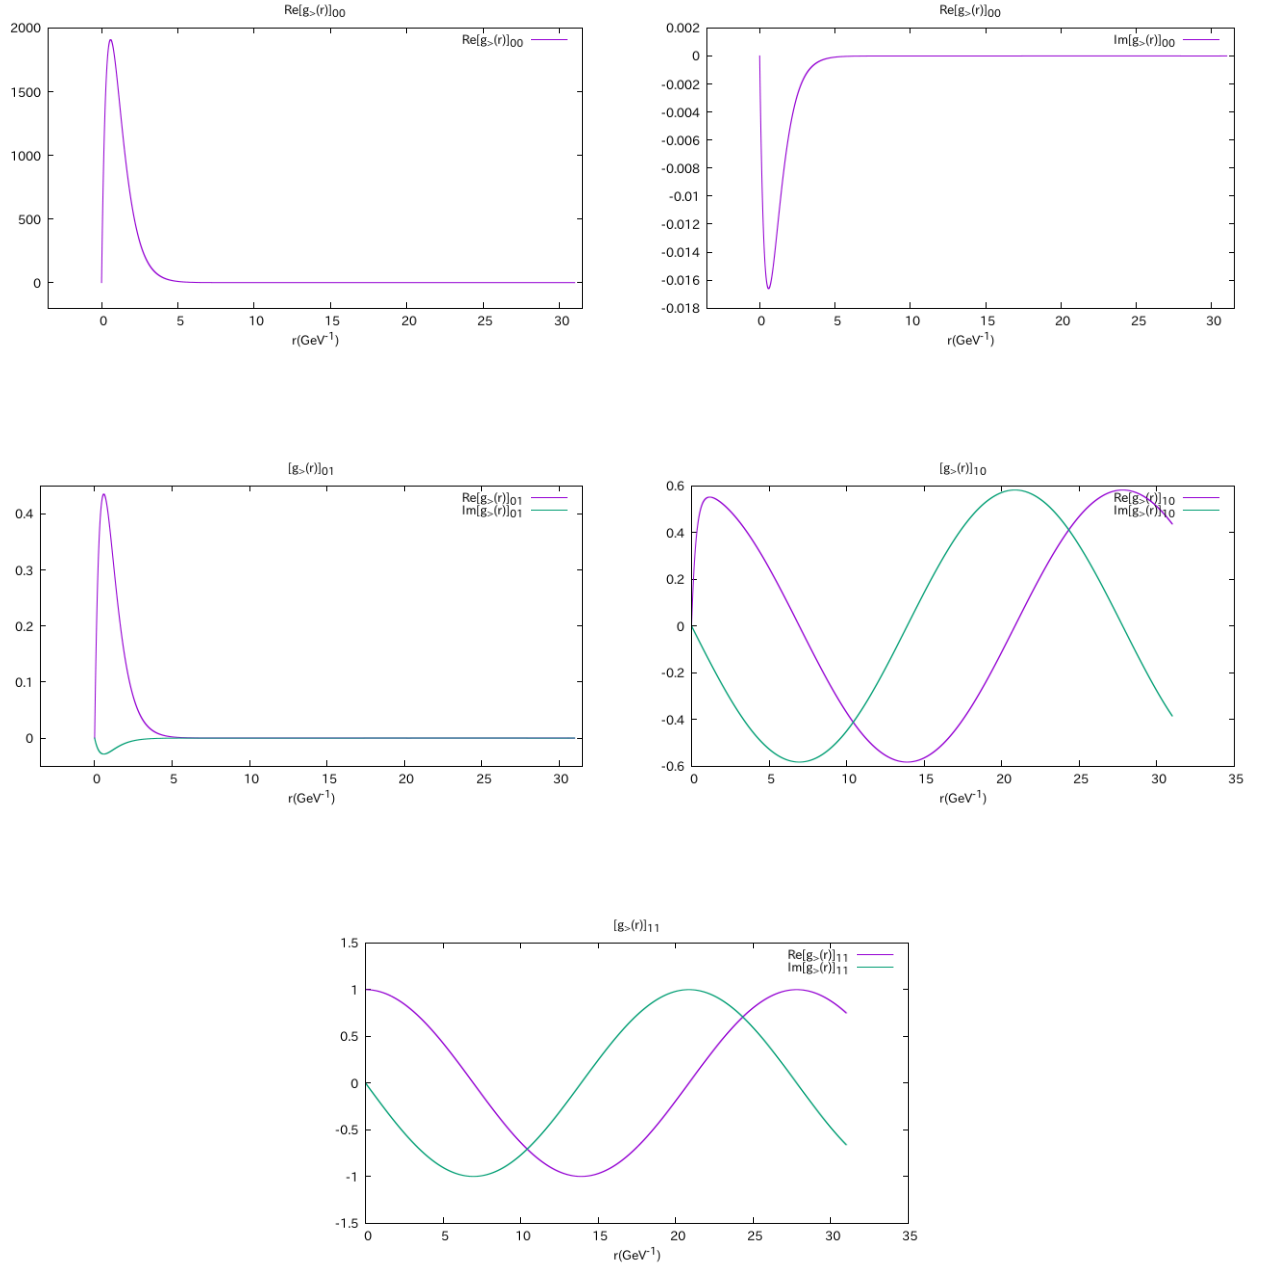 Re[g>(r)]00
Re[g>(r)]00
2000
1500
1000
500
0
0 5 10 15 20 25 30
r(GeV-1)
Re[g>(r)]00
Im[g>(r)]00
0.002
0
-0.002
-0.004
-0.006
-0.008
-0.01
-0.012
-0.014
-0.016
-0.018
0 5 10 15 20 25 30
r(GeV-1)
[g>(r)]01
Re[g>(r)]01
Im[g>(r)]01
0.4
0.3
0.2
0.1
0
0 5 10 15 20 25 30
r(GeV-1)
[g>(r)]10
Re[g>(r)]10
Im[g>(r)]10
0.6
0.4
0.2
0
-0.2
-0.4
-0.6
0 5 10 15 20 25 30 35
r(GeV-1)
[g>(r)]11
Re[g>(r)]11
Im[g>(r)]11
1.5
1
0.5
0
-0.5
-1
-1.5
0 5 10 15 20 25 30 35
r(GeV-1)